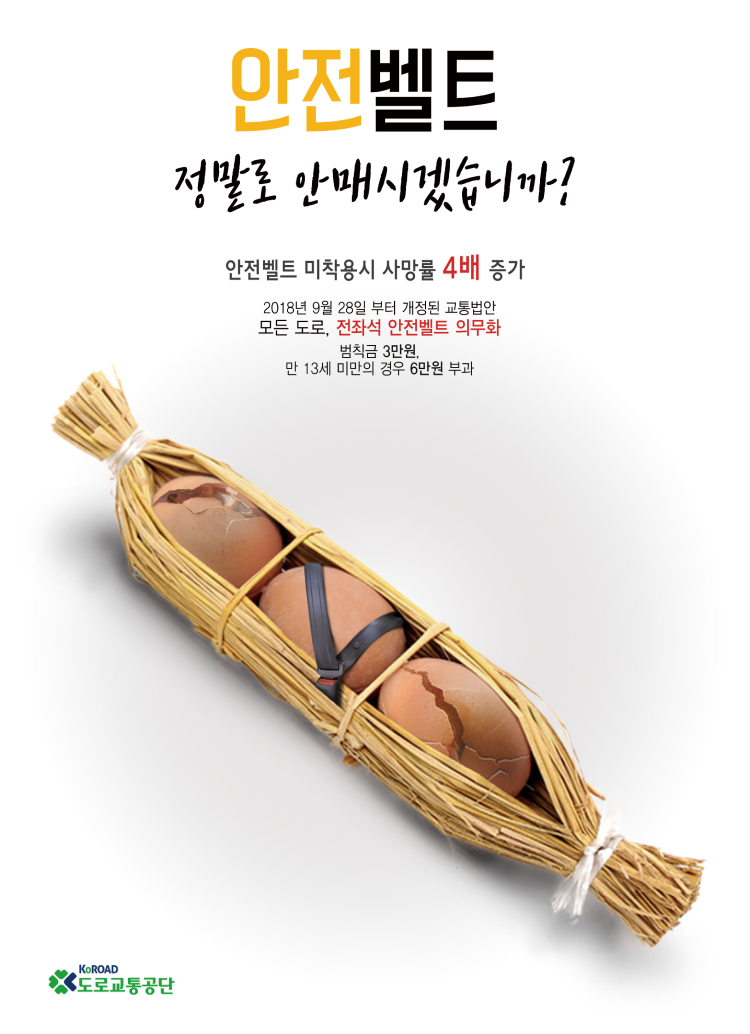 안전벨트
정말로 안매시겠습니까?
안전벨트 미착용시 사망률 4배 증가
2018년 9월 28일 부터 개정된 교통법안
모든 도로, 전좌석 안전벨트 의무화
범칙금 3만원,
만 13세 미만의 경우 6만원 부과
KoROAD
도로교통공단